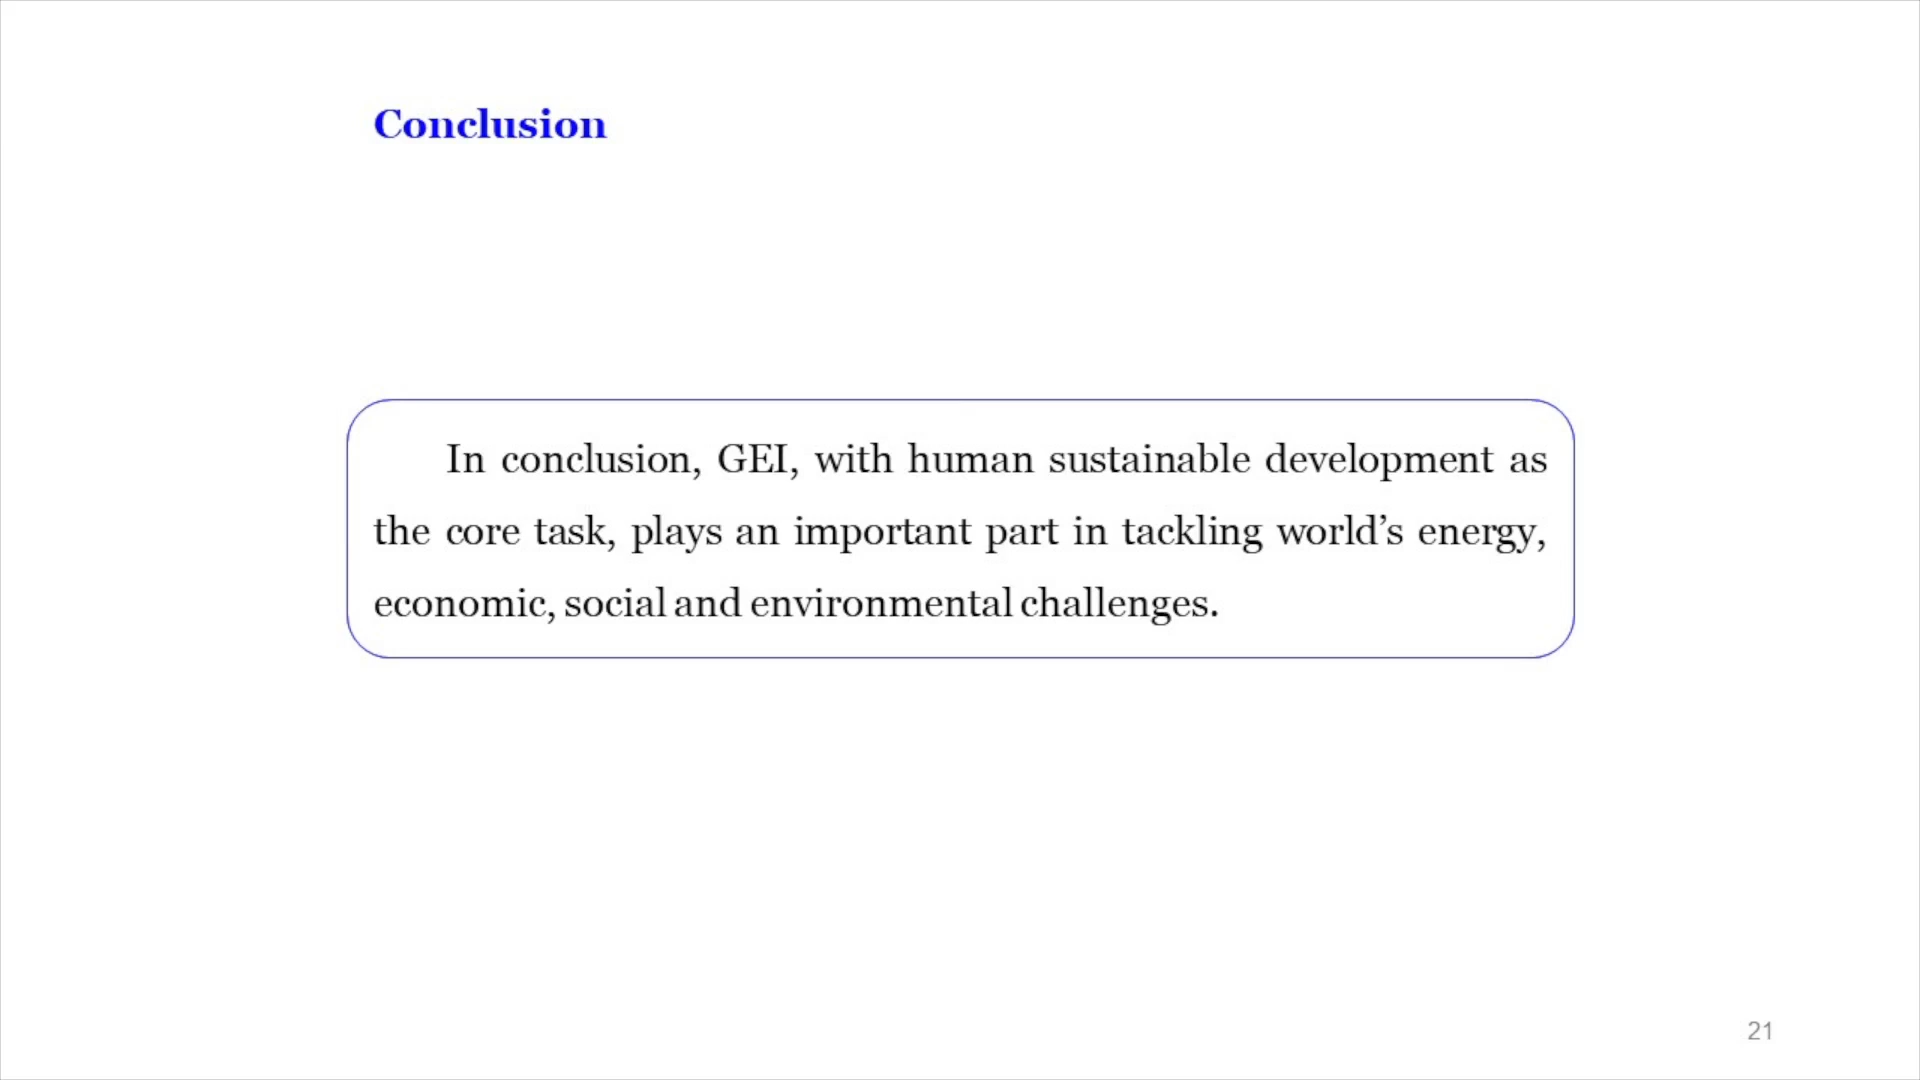 Conclusion
In conclusion, GEI, with human sustainable development as
the core task, plays an important part in tackling world’s energy,
economic, social and environmental challenges.
21